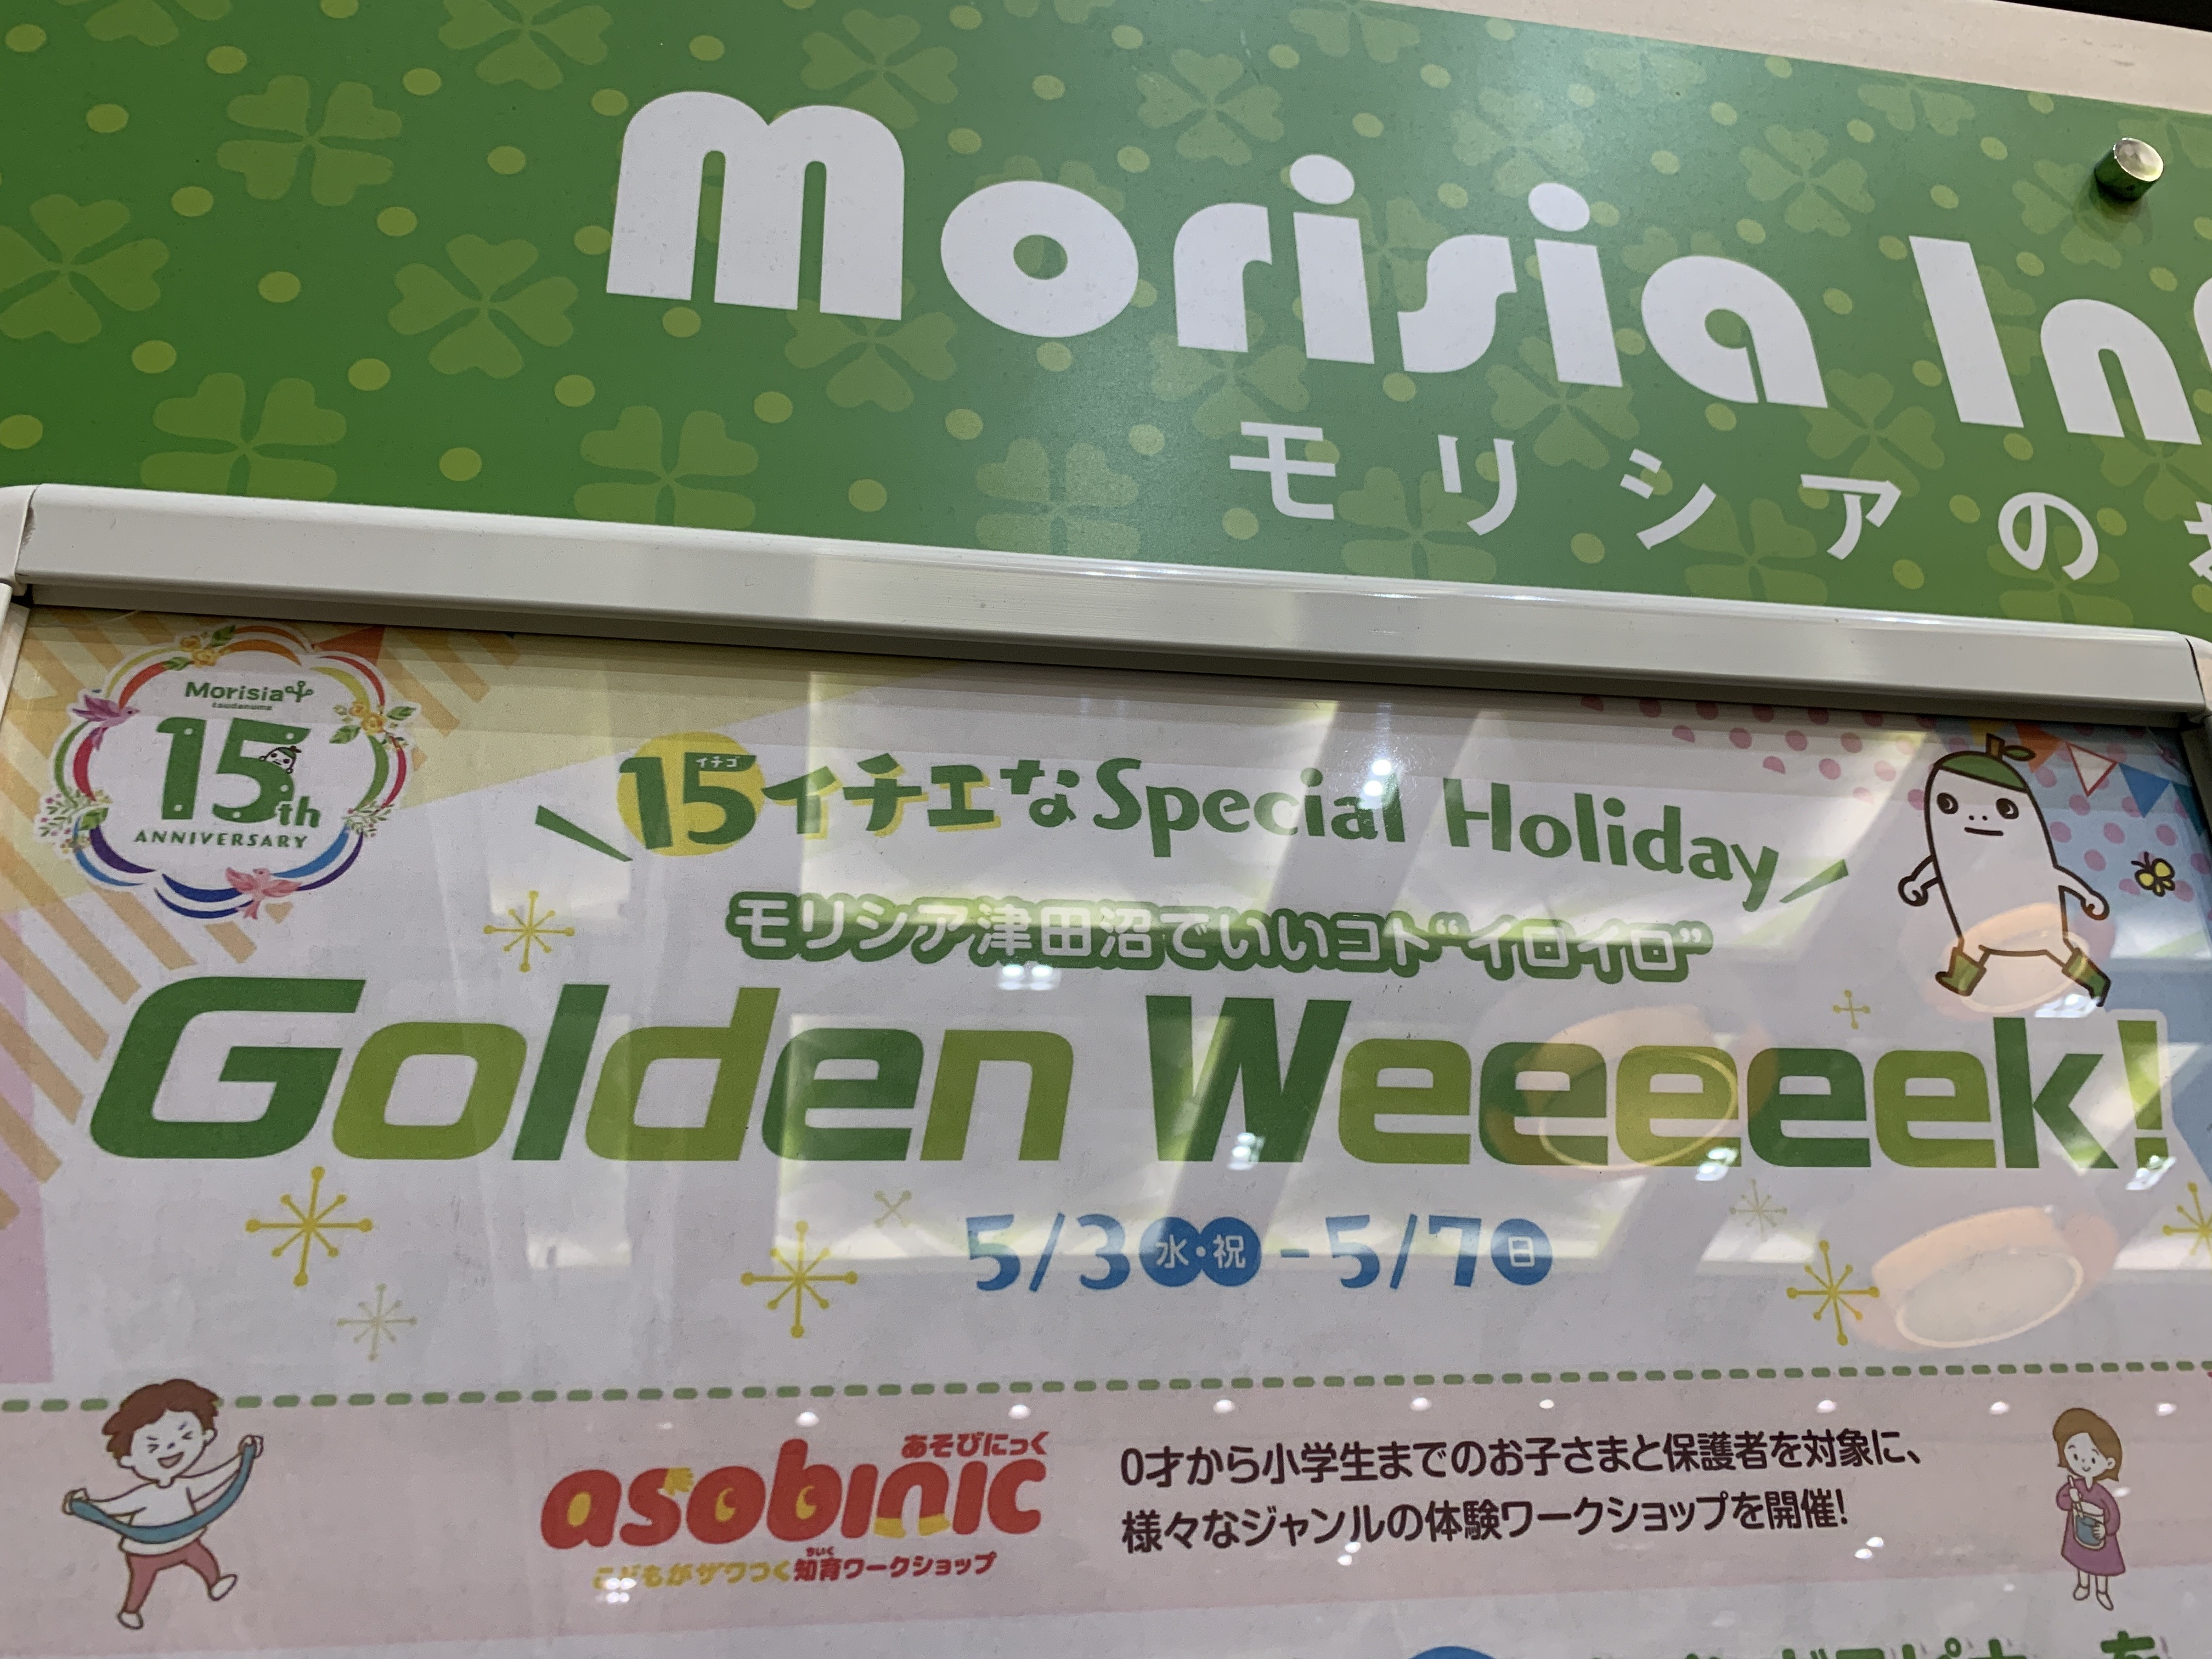 Morisia
モリシアの
Morisia
tsudanuma
15th
ANNIVERSARY
イチゴ
15イチエなSpecial Holiday
モリシア津田沼でいいコト“イロイロ”
Golden Weeeeek!
5/3水・祝-5/7日
あそびにっく
asobinic
ちいく
こどもがザワつく知育ワークショップ
0才から小学生までのお子さまと保護者を対象に、
様々なジャンルの体験ワークショップを開催!